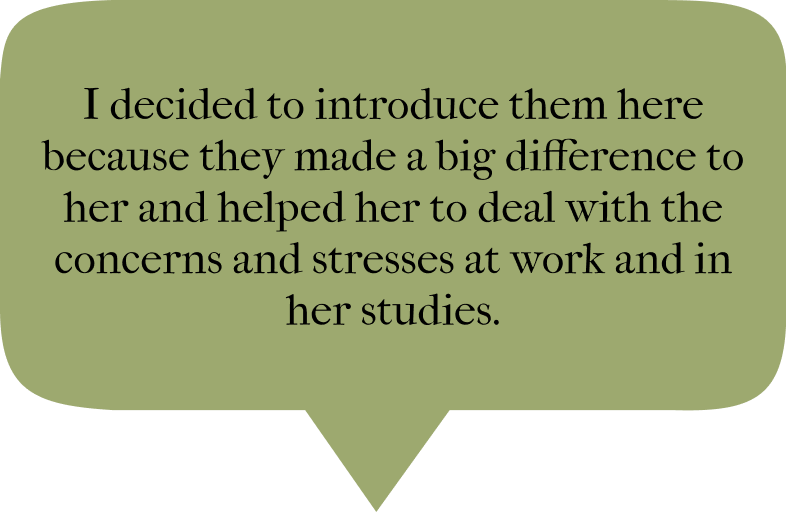 I decided to introduce them here
because they made a big difference to
her and helped her to deal with the
concerns and stresses at work and in
her studies.